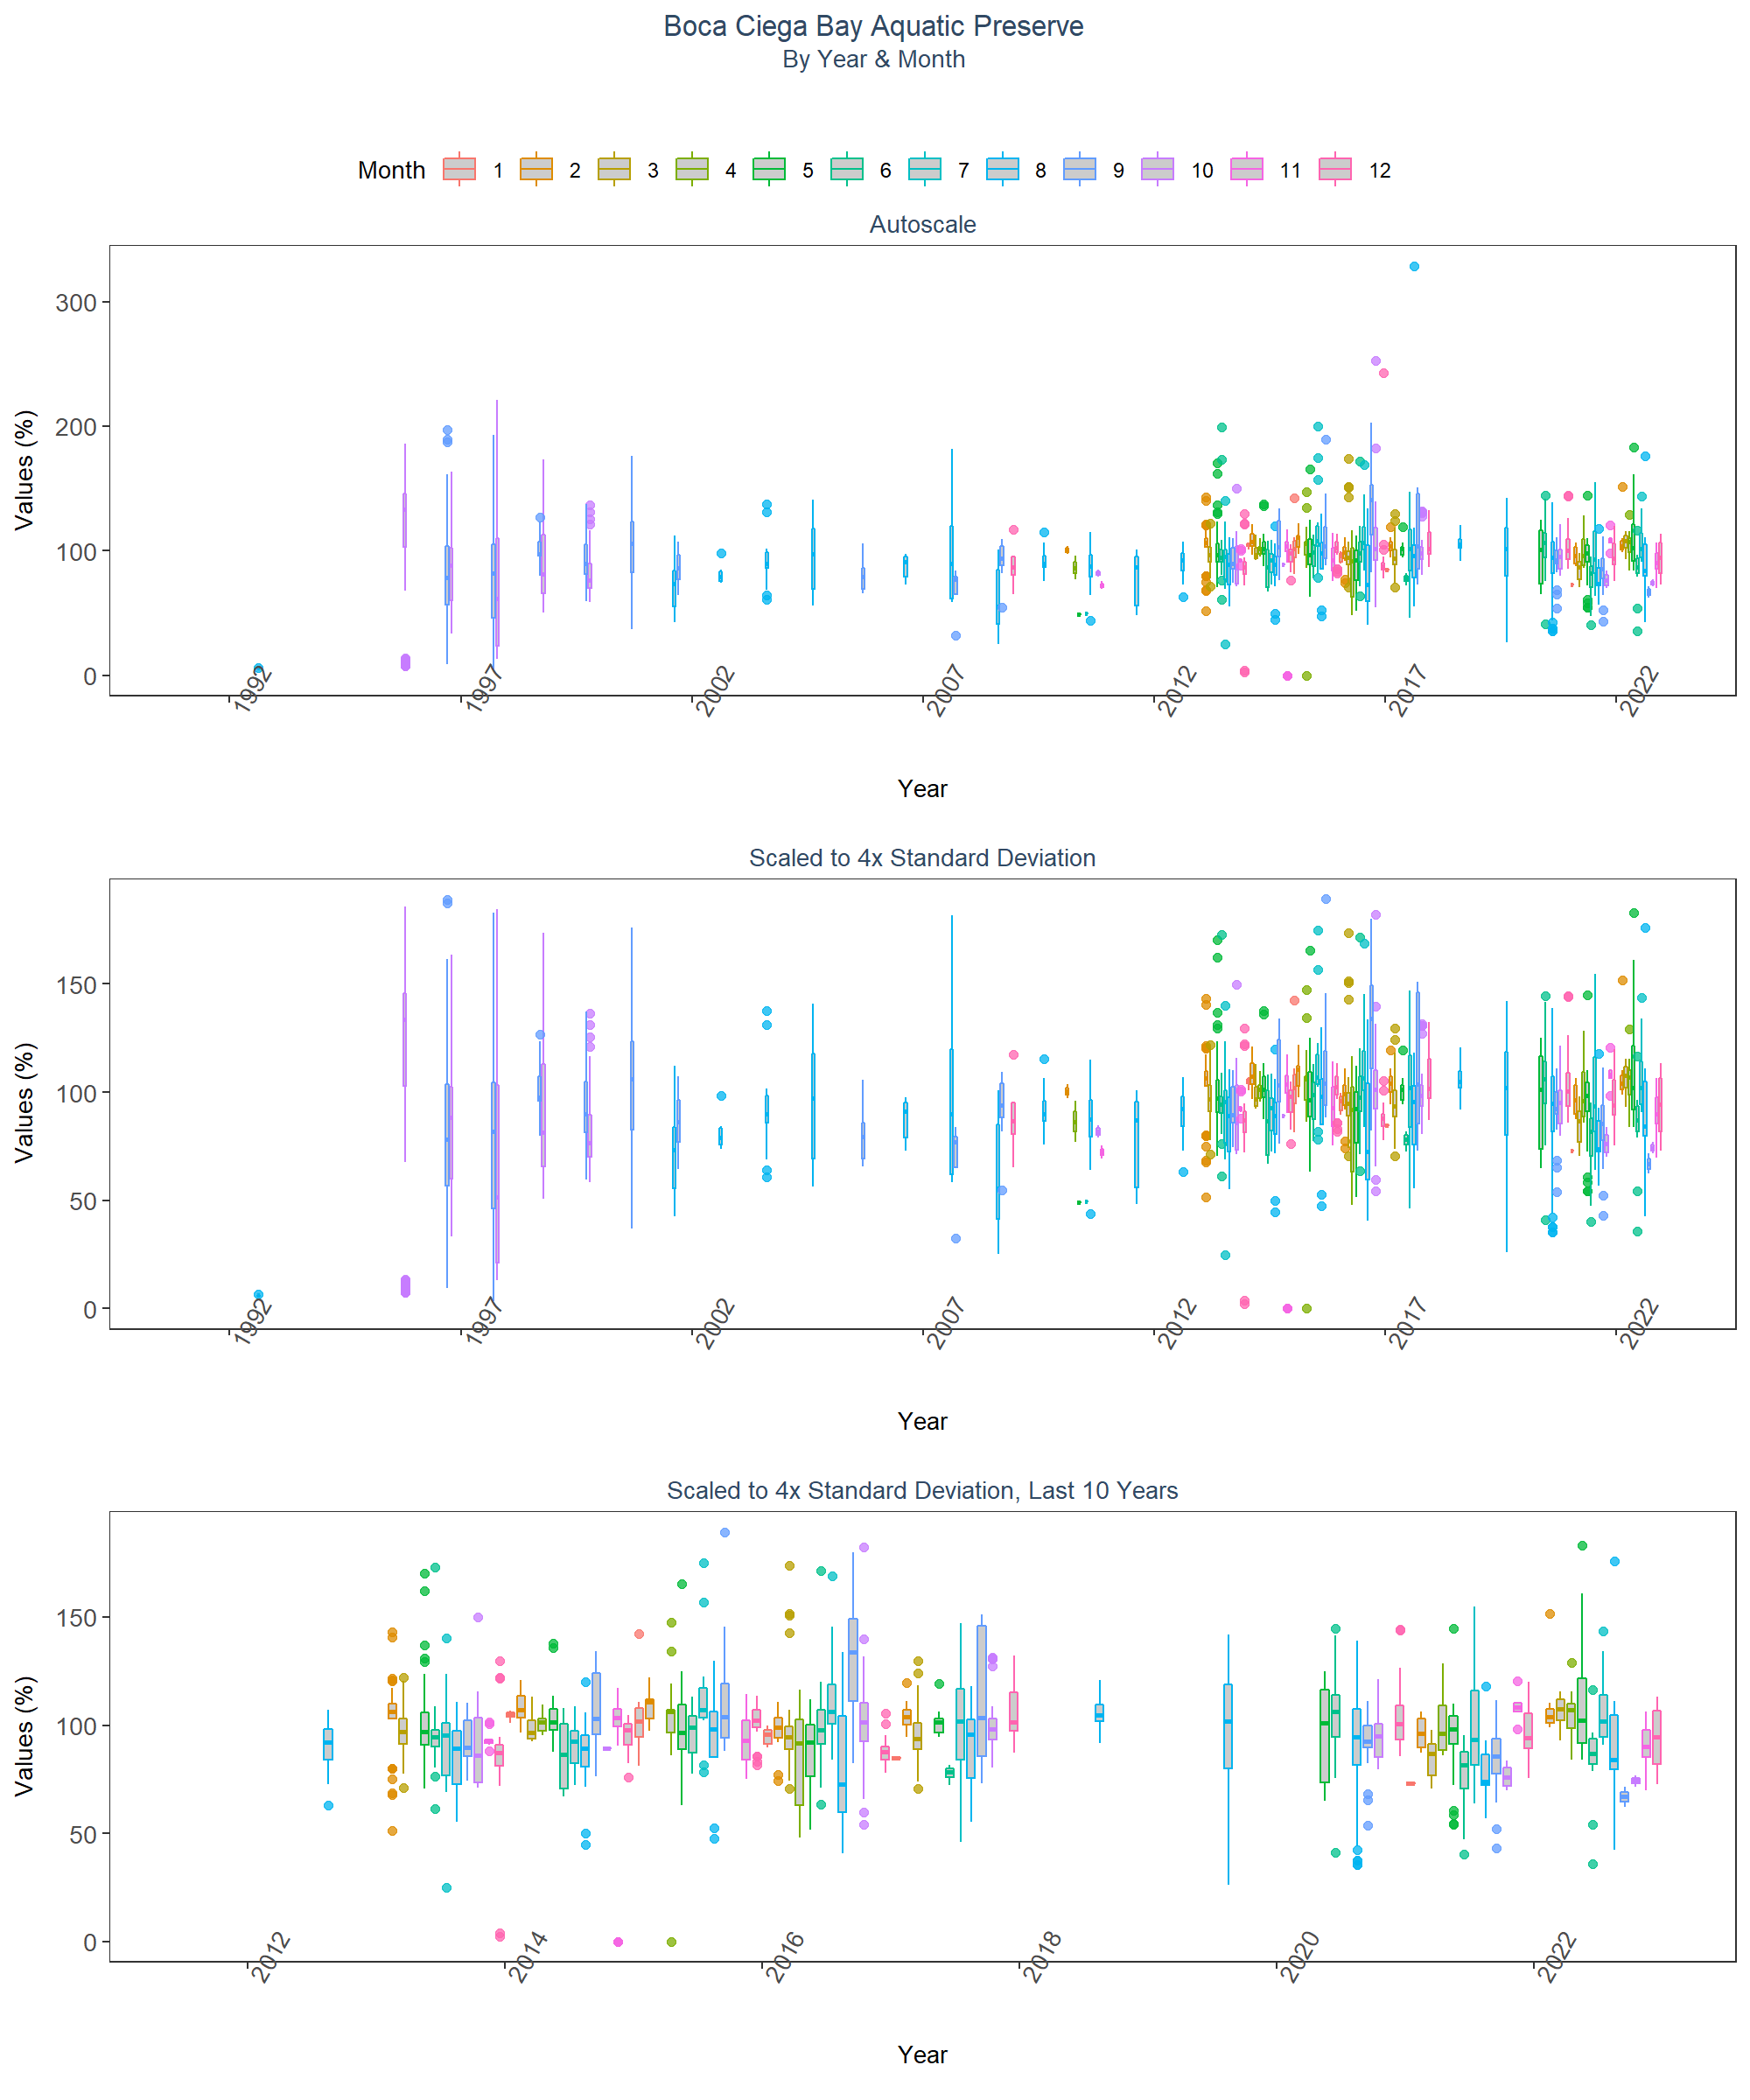 Boca Ciega Bay Aquatic Preserve
By Year & Month
Month 1 2 3 4 5 6 7 8 9 10 11 12
Autoscale
Values (%)
300
200
100
0
1992 1997 2002 2007 2012 2017 2022
Year
Scaled to 4x Standard Deviation
Values (%)
150
100
50
0
1992 1997 2002 2007 2012 2017 2022
Year
Scaled to 4x Standard Deviation, Last 10 Years
Values (%)
150
100
50
0
2012 2014 2016 2018 2020 2022
Year